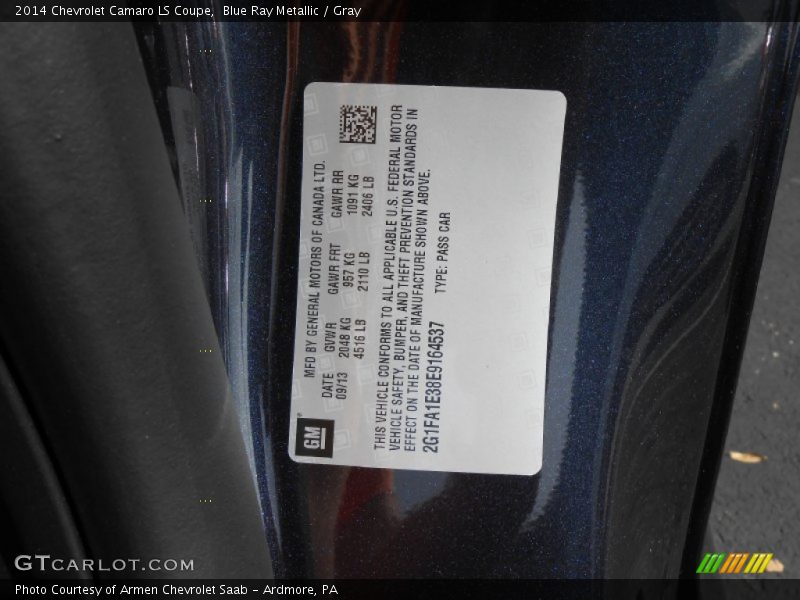 2014 Chevrolet Camaro LS Coupe, Blue Ray Metallic / Gray
GM
MFD BY GENERAL MOTORS OF CANADA LTD.
DATE GVWR GAWR FRT GAWR RR
09/13 2048 KG 957 KG 1091 KG
4516 LB 2110 LB 2406 LB
THIS VEHICLE CONFORMS TO ALL APPLICABLE U.S. FEDERAL MOTOR
VEHICLE SAFETY, BUMPER, AND THEFT PREVENTION STANDARDS IN
EFFECT ON THE DATE OF MANUFACTURE SHOWN ABOVE.
2G1FA1E38E9164537 TYPE: PASS CAR
GTCARLOT.COM
Photo Courtesy of Armen Chevrolet Saab - Ardmore, PA